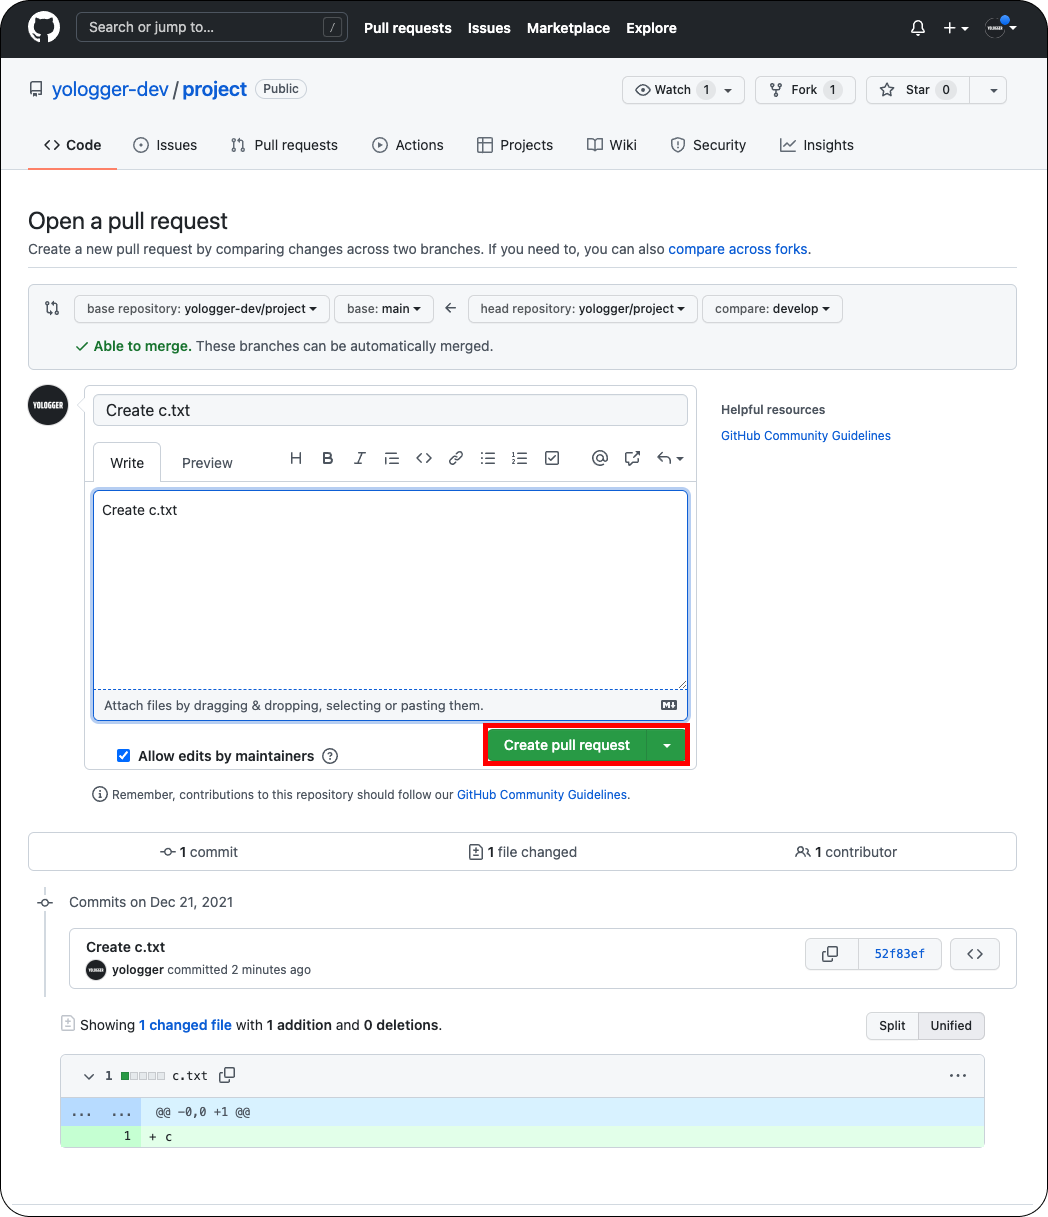 Search or jump to... / Pull requests Issues Marketplace Explore
yologger-dev / project Public Watch 1 Fork 1 Star 0
Code Issues Pull requests Actions Projects Wiki Security Insights
Open a pull request
Create a new pull request by comparing changes across two branches. If you need to, you can also compare across forks.
base repository: yologger-dev/project base: main ← head repository: yologger/project compare: develop
Able to merge. These branches can be automatically merged.
YOLOGGER
Create c.txt
Helpful resources
GitHub Community Guidelines
Write Preview H B I
Create c.txt
Attach files by dragging & dropping, selecting or pasting them.
Create pull request
Allow edits by maintainers ?
Remember, contributions to this repository should follow our GitHub Community Guidelines.
1 commit 1 file changed 1 contributor
Commits on Dec 21, 2021
Create c.txt
yologger committed 2 minutes ago
52f83ef
Showing 1 changed file with 1 addition and 0 deletions.
Split Unified
1 c.txt ...
... ... @@ -0,0 +1 @@
1 + c